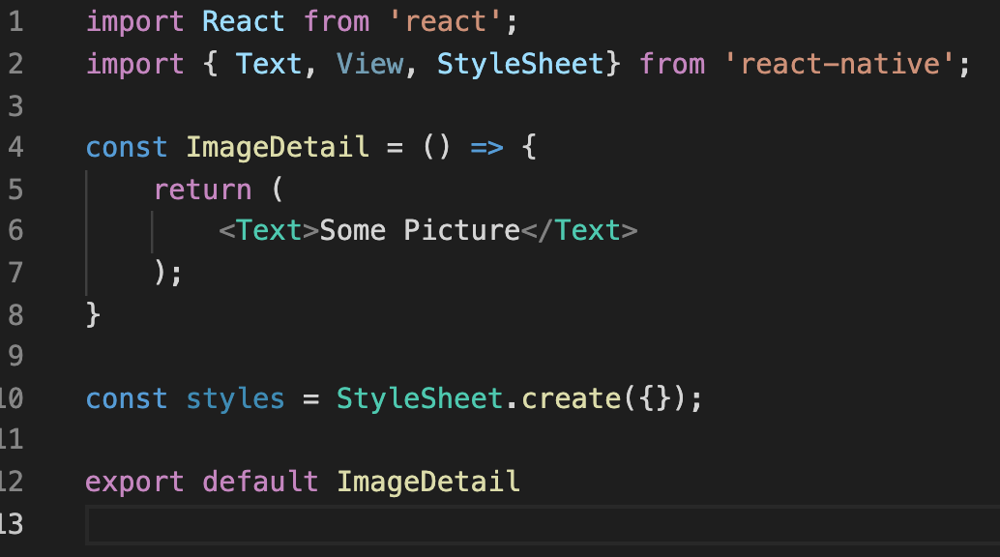 1 import React from 'react';
2 import { Text, View, StyleSheet} from 'react-native';
3
4 const ImageDetail = () => {
5     return (
6         <Text>Some Picture</Text>
7     );
8 }
9
10 const styles = StyleSheet.create({});
11
12 export default ImageDetail
13